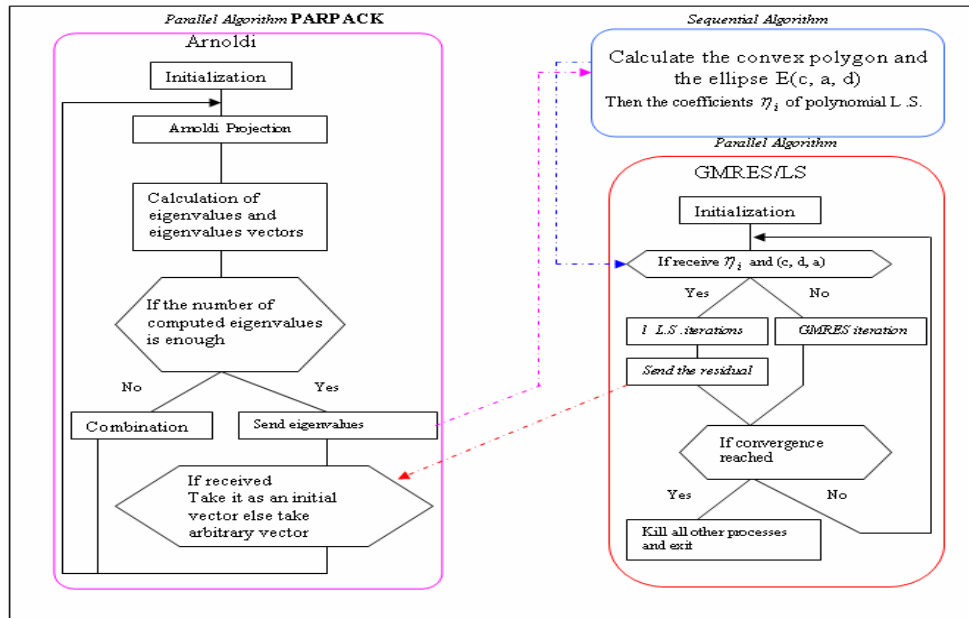 Parallel Algorithm PARPACK
Arnoldi
Initialization
Arnoldi Projection
Calculation of
eigenvalues and
eigenvalues vectors
If the number of
computed eigenvalues
is enough
No
Yes
Combination
Send eigenvalues
If received
Take it as an initial
vector else take
arbitrary vector
Sequential Algorithm
Calculate the convex polygon and
the ellipse E(c, a, d)
Then the coefficients η_i of polynomial L.S.
Parallel Algorithm
GMRES/LS
Initialization
If receive η_i and (c, d, a)
Yes
No
l L.S. iterations
GMRES iteration
Send the residual
If convergence
reached
Yes
No
Kill all other processes
and exit